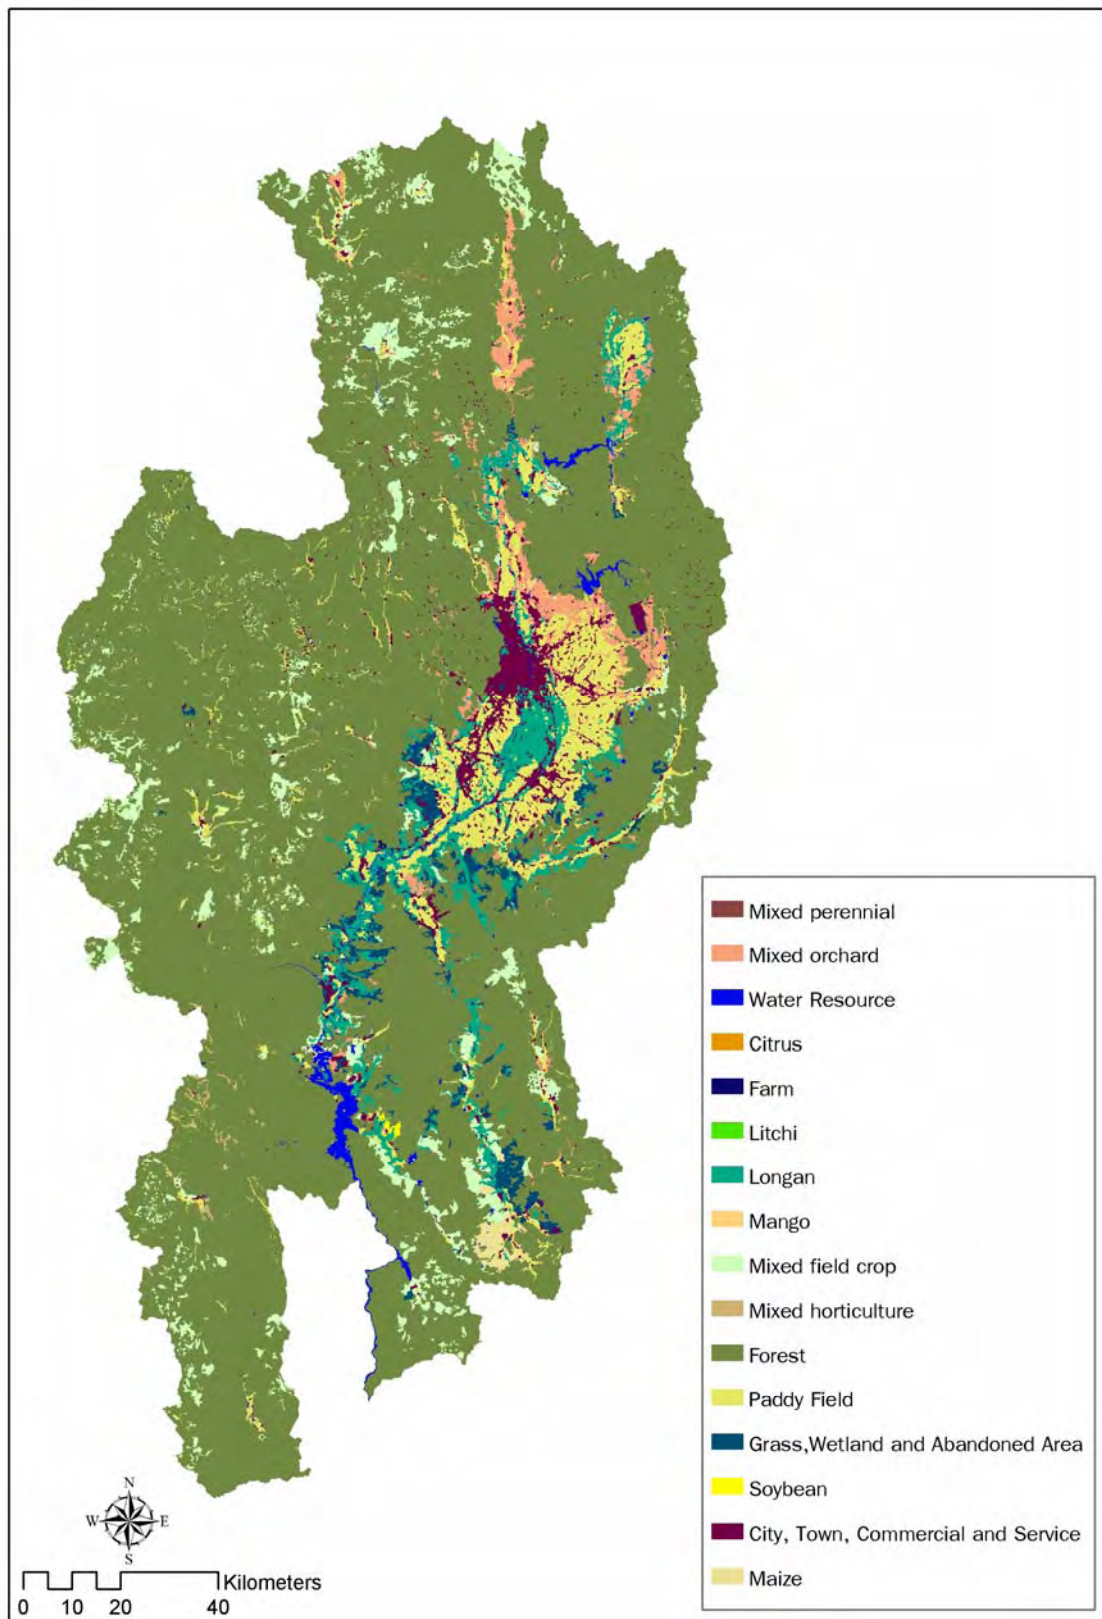 Mixed perennial
Mixed orchard
Water Resource
Citrus
Farm
Litchi
Longan
Mango
Mixed field crop
Mixed horticulture
Forest
Paddy Field
Grass,Wetland and Abandoned Area
Soybean
City, Town, Commercial and Service
Maize
N
W E
S
Kilometers
0 10 20 40